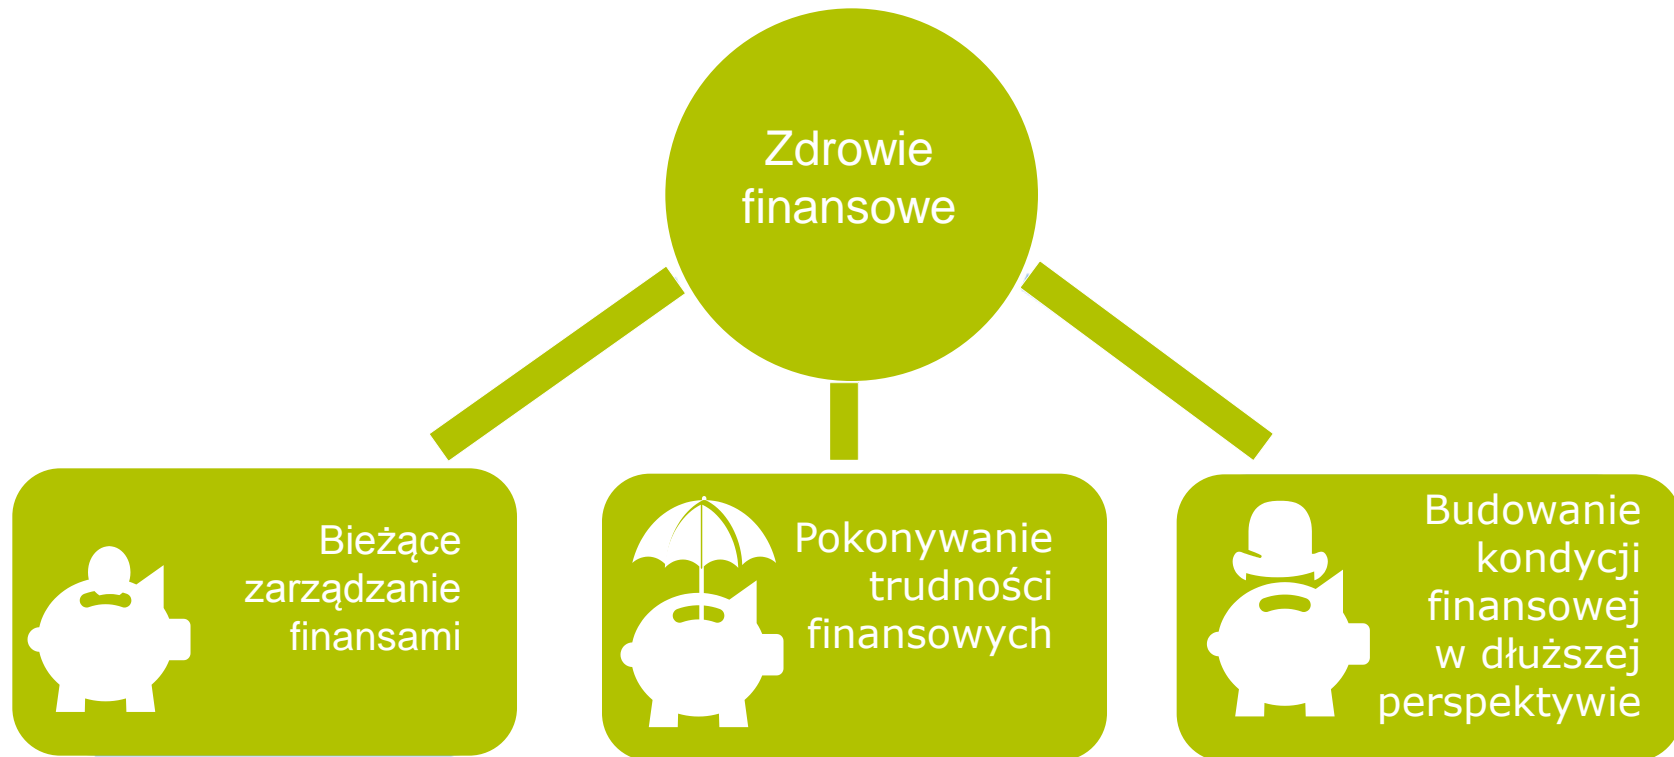 Zdrowie
finansowe
Bieżące
zarządzanie
finansami
Pokonywanie
trudności
finansowych
Budowanie
kondycji
finansowej
w dłuższej
perspektywie